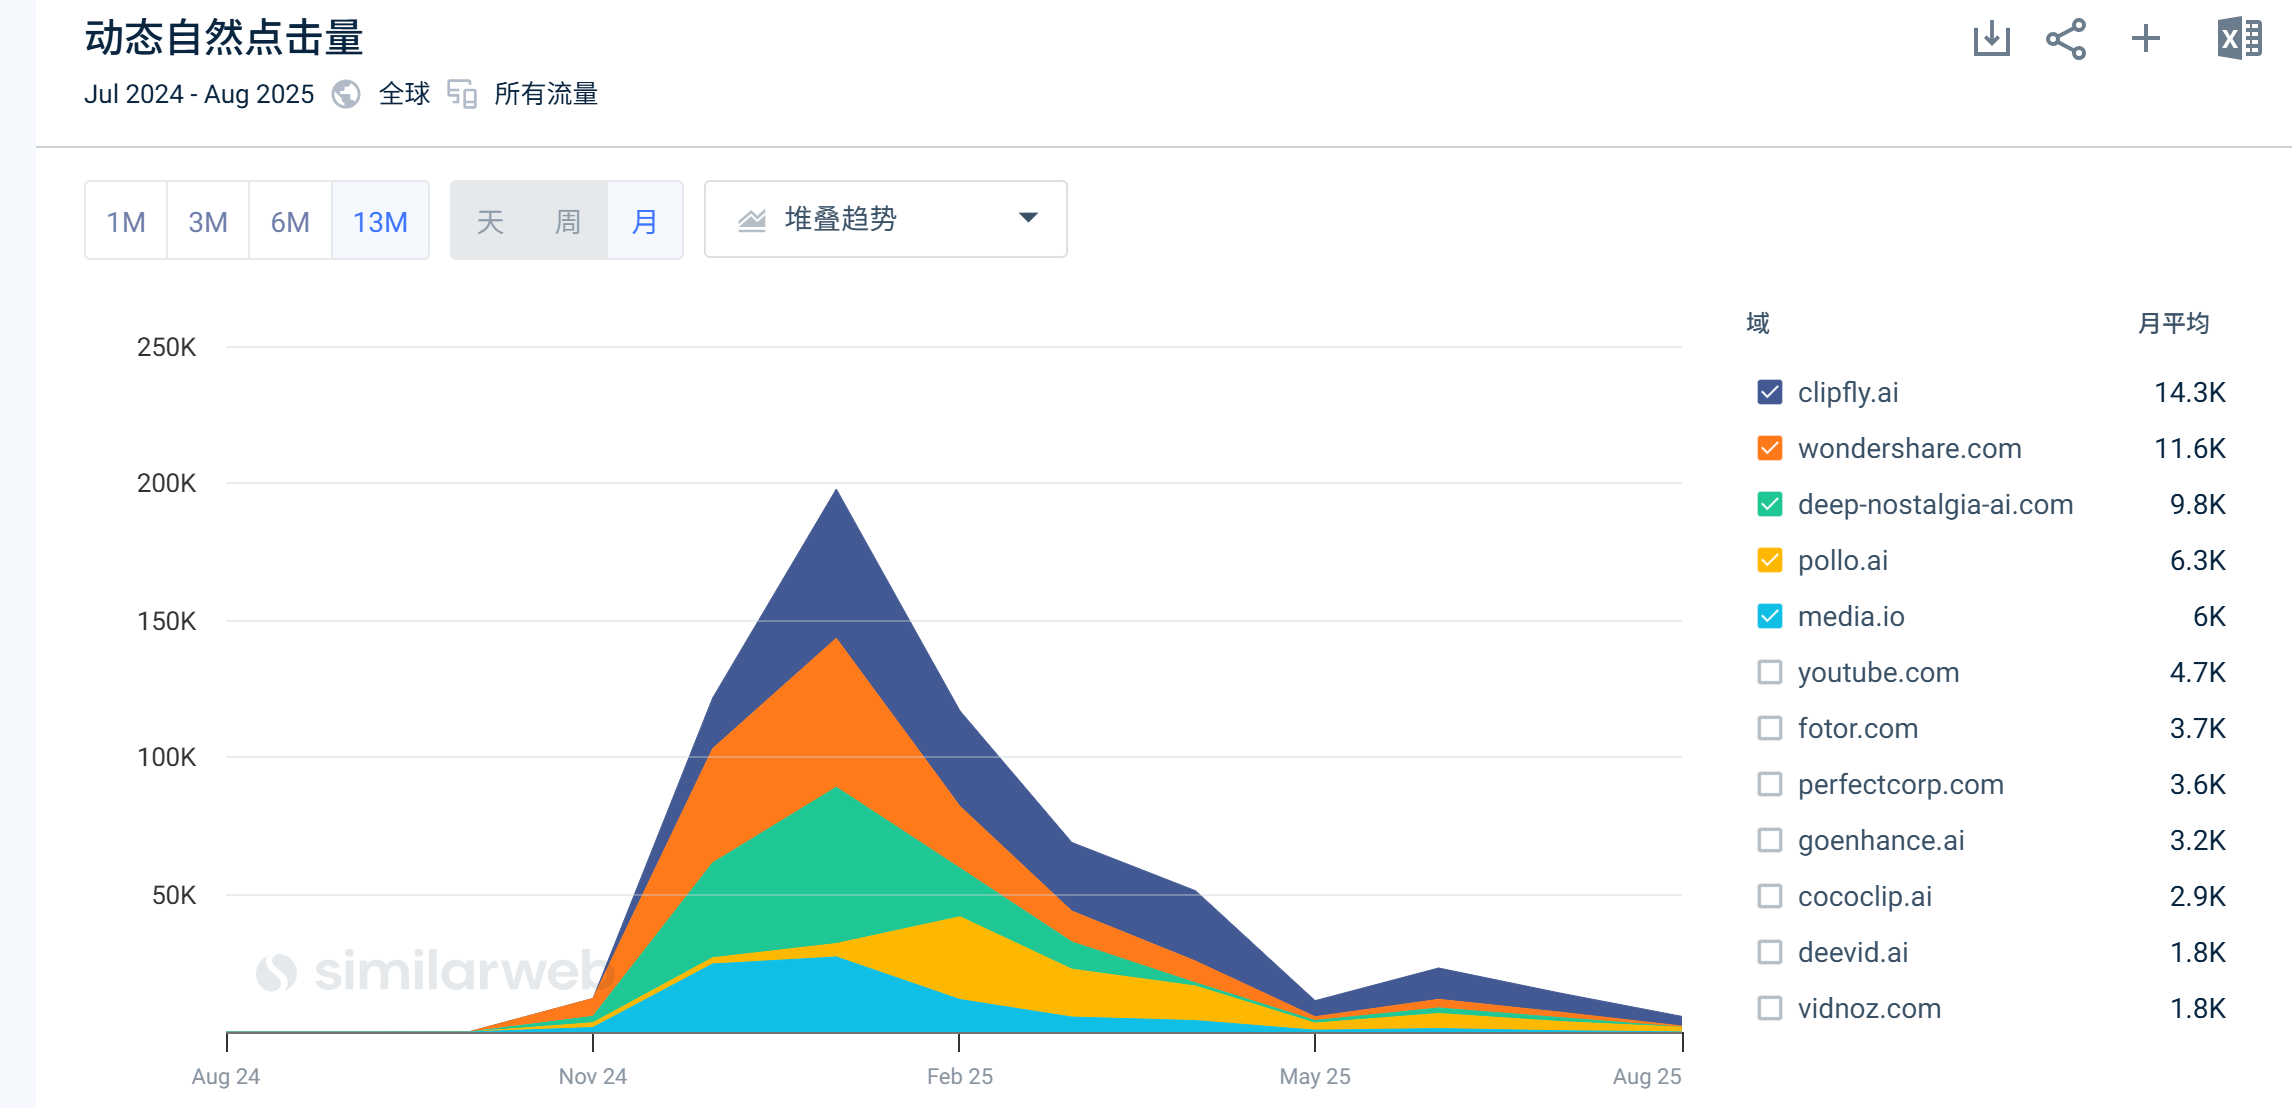 动态自然点击量
Jul 2024 - Aug 2025 全球 所有流量
1M 3M 6M 13M 天 周 月 堆叠趋势
250K
200K
150K
100K
50K
similarweb
Aug 24 Nov 24 Feb 25 May 25 Aug 25
域 月平均
clipfly.ai 14.3K
wondershare.com 11.6K
deep-nostalgia-ai.com 9.8K
pollo.ai 6.3K
media.io 6K
youtube.com 4.7K
fotor.com 3.7K
perfectcorp.com 3.6K
goenhance.ai 3.2K
cococlip.ai 2.9K
deevid.ai 1.8K
vidnoz.com 1.8K